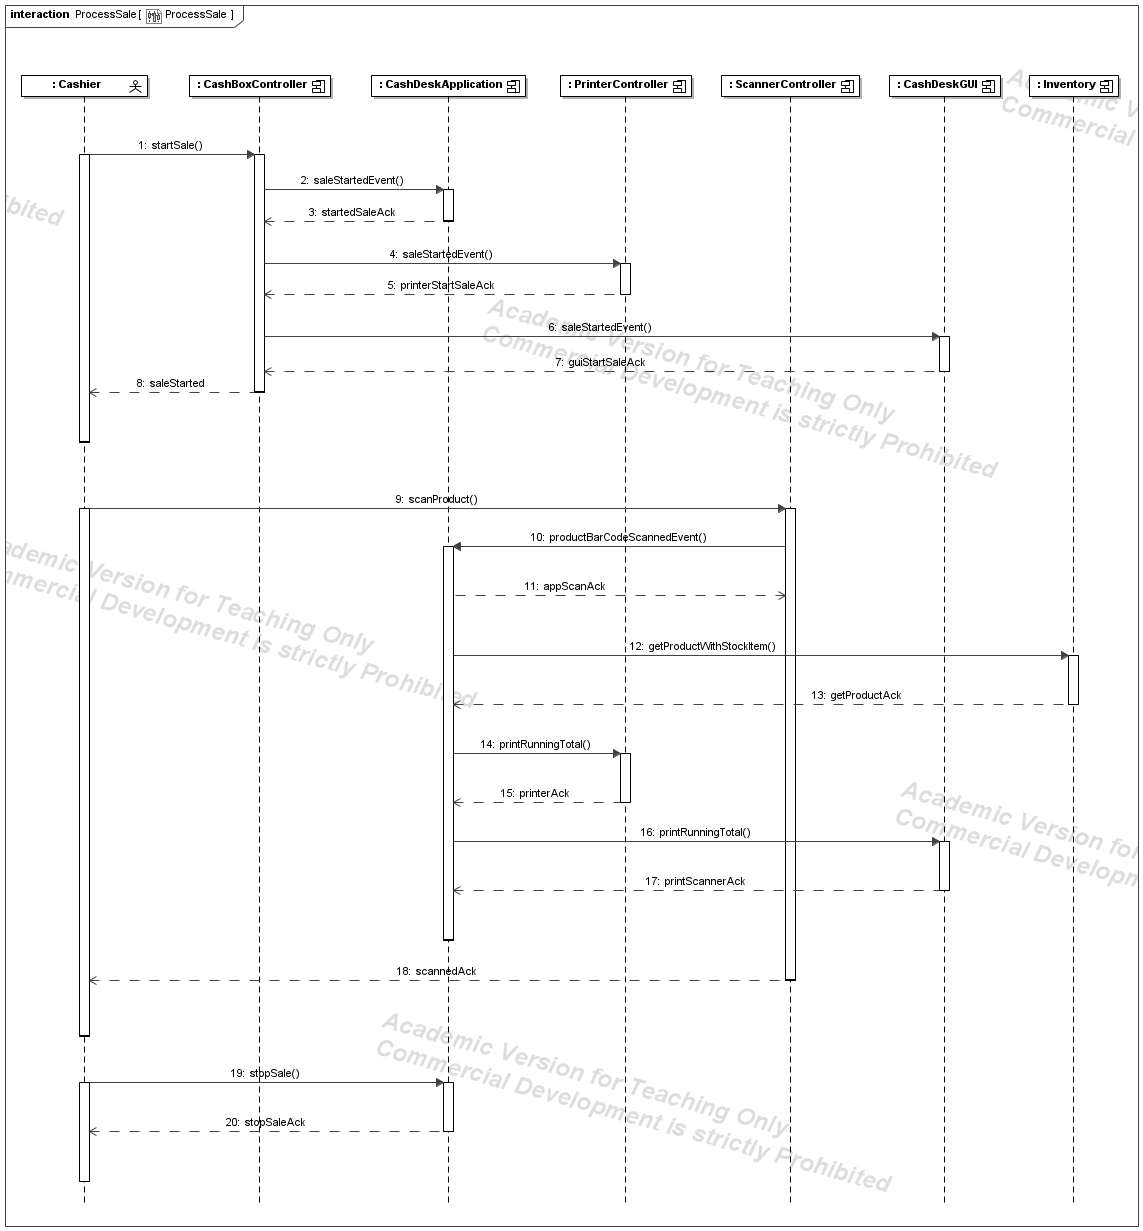 interaction ProcessSale[ ProcessSale ]
: Cashier
: CashBoxController
: CashDeskApplication
: PrinterController
: ScannerController
: CashDeskGUI
: Inventory
Academic V
Commercial
1: startSale()
2: saleStartedEvent()
ibited
3: startedSaleAck
4: saleStartedEvent()
5: printerStartSaleAck
Academic Version for Teaching Only
Commercial Development is strictly Prohibited
6: saleStartedEvent()
7: guiStartSaleAck
8: saleStarted
9: scanProduct()
10: productBarCodeScannedEvent()
ademic Version for Teaching Only
mmercial Development is strictly Prohibited
11: appScanAck
12: getProductWithStockItem()
13: getProductAck
14: printRunningTotal()
15: printerAck
Academic Version for
Commercial Developm
16: printRunningTotal()
17: printScannerAck
18: scannedAck
Academic Version for Teaching Only
Commercial Development is strictly Prohibited
19: stopSale()
20: stopSaleAck